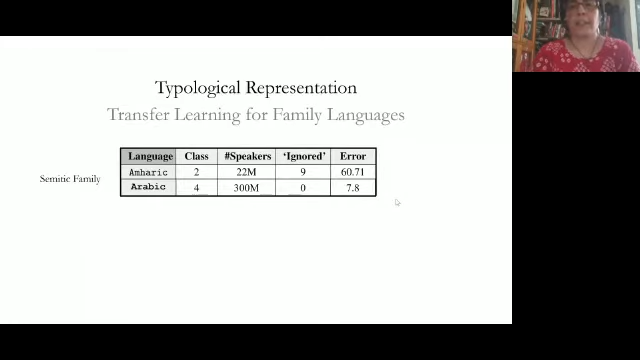 Typological Representation
Transfer Learning for Family Languages
Language Class #Speakers 'Ignored' Error
Semitic Family
Amharic 2 22M 9 60.71
Arabic 4 300M 0 7.8